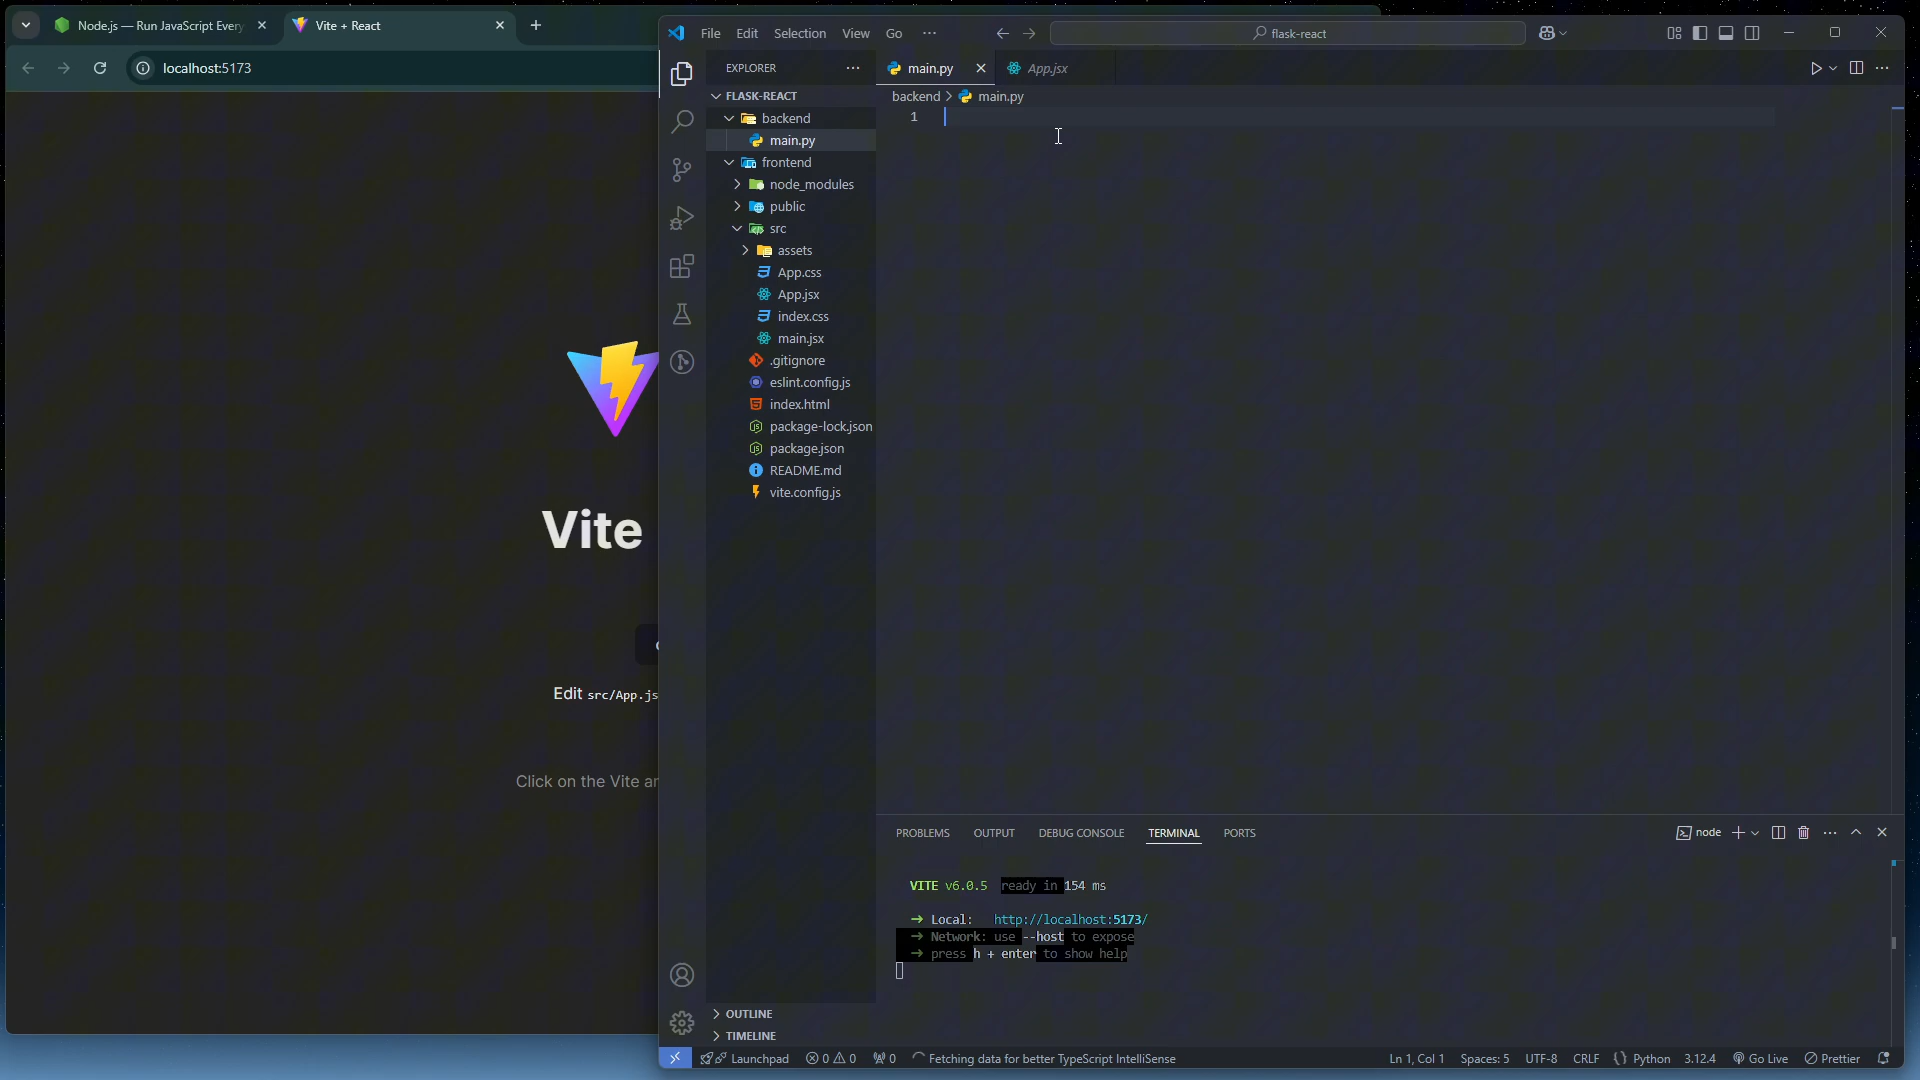 Node.js — Run JavaScript Every
Vite + React
localhost:5173
Vite
Edit src/App.js
Click on the Vite an
File Edit Selection View Go
flask-react
EXPLORER
main.py
App.jsx
backend > main.py
1
FLASK-REACT
backend
main.py
frontend
node_modules
public
src
assets
App.css
App.jsx
index.css
main.jsx
.gitignore
eslint.config.js
index.html
package-lock.json
package.json
README.md
vite.config.js
OUTLINE
TIMELINE
PROBLEMS OUTPUT DEBUG CONSOLE TERMINAL PORTS
node
VITE v6.0.5 ready in 154 ms
➜ Local: http://localhost:5173/
➜ Network: use --host to expose
➜ press h + enter to show help
Launchpad 0 0 0 Fetching data for better TypeScript IntelliSense Ln 1, Col 1 Spaces: 5 UTF-8 CRLF {} Python 3.12.4 Go Live Prettier